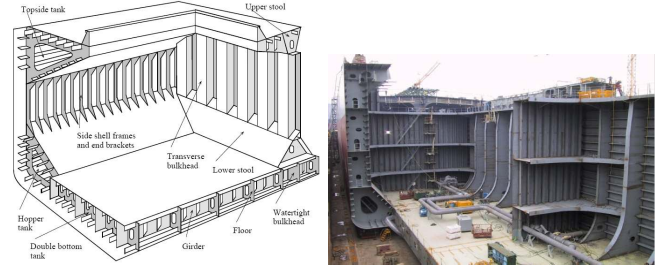 Topside tank
Upper stool
Side shell frames
and end brackets
Transverse
bulkhead
Lower stool
Hopper
tank
Double bottom
tank
Girder
Floor
Watertight
bulkhead